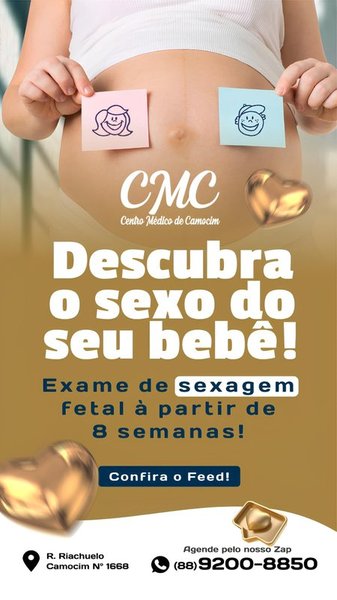 CMC
Centro Médico de Camocim
Descubra
o sexo do
seu bebê!
Exame de sexagem
fetal à partir de
8 semanas!
Confira o Feed!
R. Riachuelo
Camocim Nº 1668
Agende pelo nosso Zap
(88)9200-8850